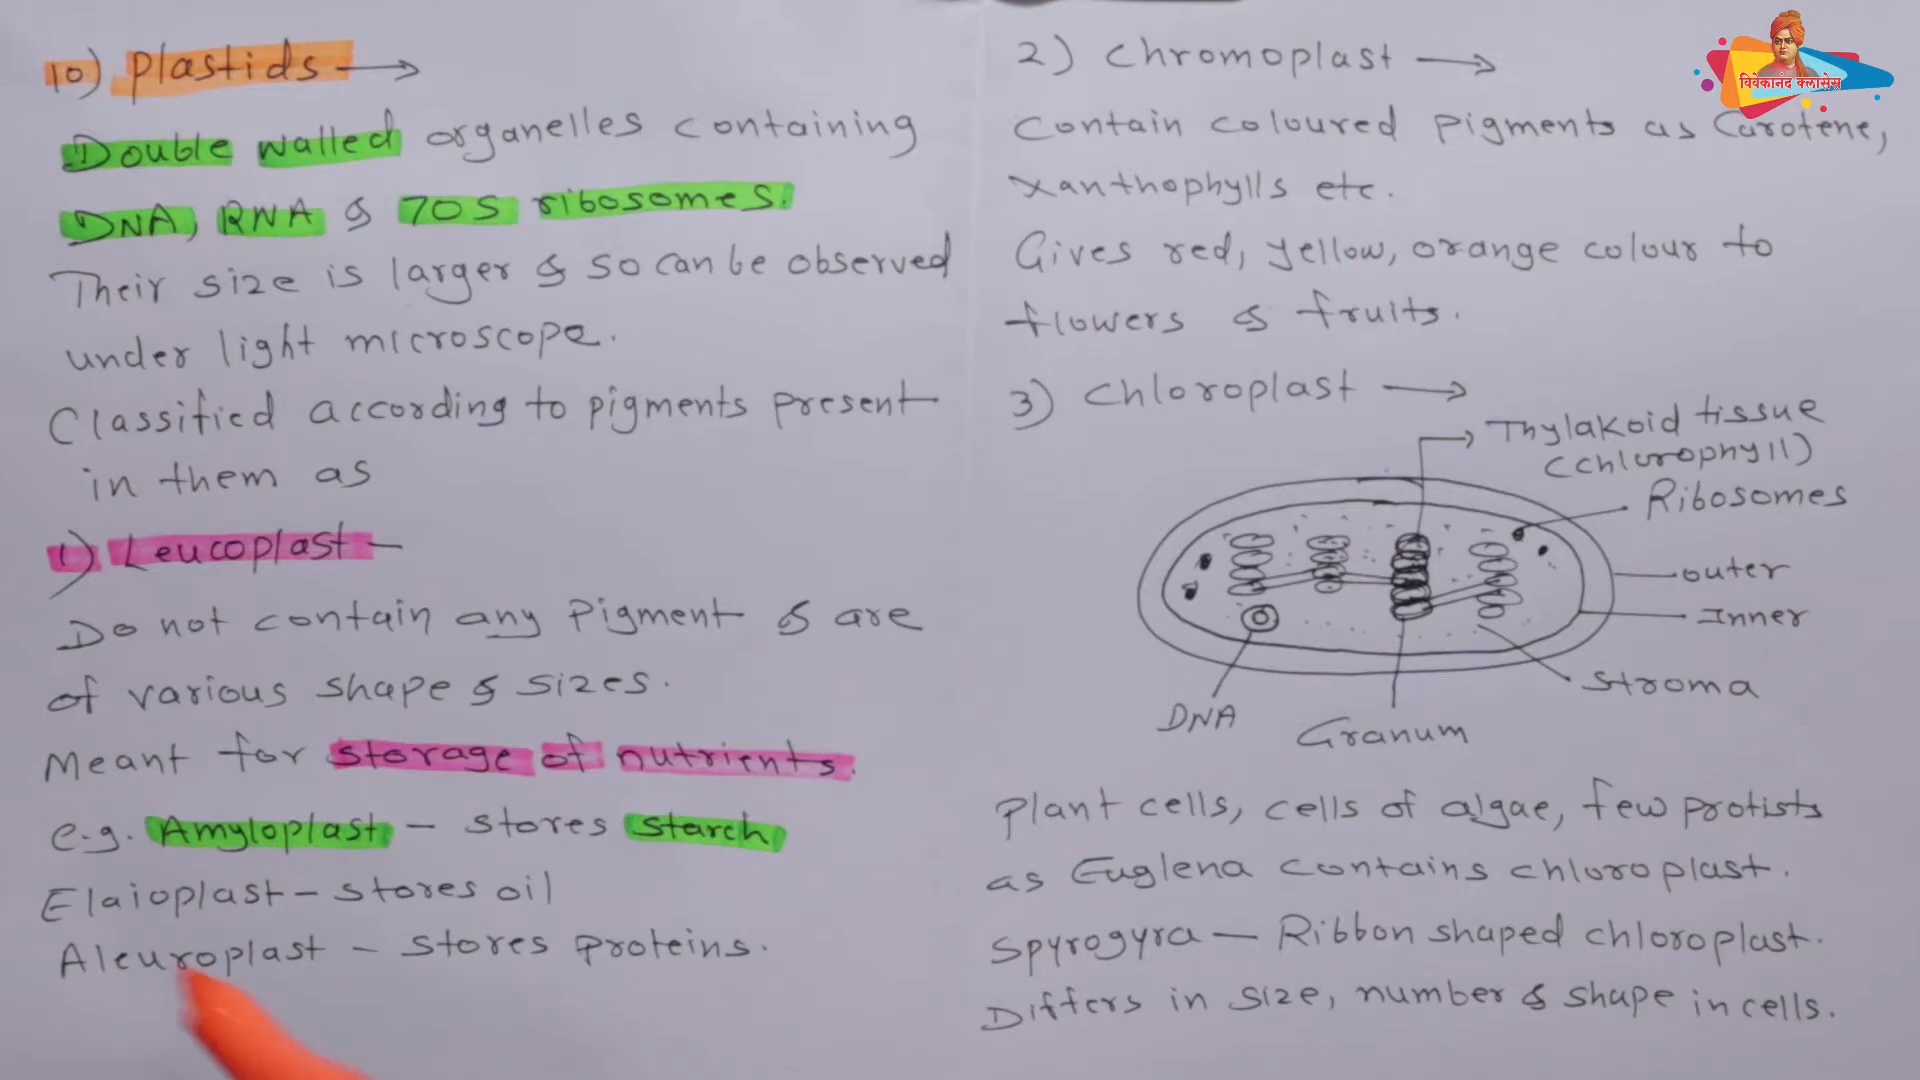 10) Plastids →
Double walled organelles containing
DNA, RNA & 70S ribosomes.
Their size is larger & so can be observed
under light microscope.
Classified according to pigments present
in them as
1) Leucoplast -
Do not contain any Pigment & are
of various shape & sizes.
Meant for storage of nutrients.
e.g. Amyloplast - stores starch
Elaioplast - stores oil
Aleuroplast - stores proteins.
2) Chromoplast →
Contain coloured pigments as Carotene,
xanthophylls etc.
Gives red, yellow, orange colour to
flowers & fruits.
3) Chloroplast →
Thylakoid tissue
(chlorophyll)
Ribosomes
outer
Inner
Stroma
DNA
Granum
Plant cells, cells of algae, few protists
as Euglena contains chloroplast.
Spyrogyra - Ribbon shaped chloroplast.
Differs in size, number & shape in cells.
विवेकानंद क्लासेस